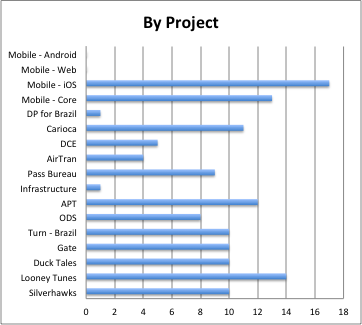 By Project
Mobile - Android
Mobile - Web
Mobile - iOS
Mobile - Core
DP for Brazil
Carioca
DCE
AirTran
Pass Bureau
Infrastructure
APT
ODS
Turn - Brazil
Gate
Duck Tales
Looney Tunes
Silverhawks
0 2 4 6 8 10 12 14 16 18